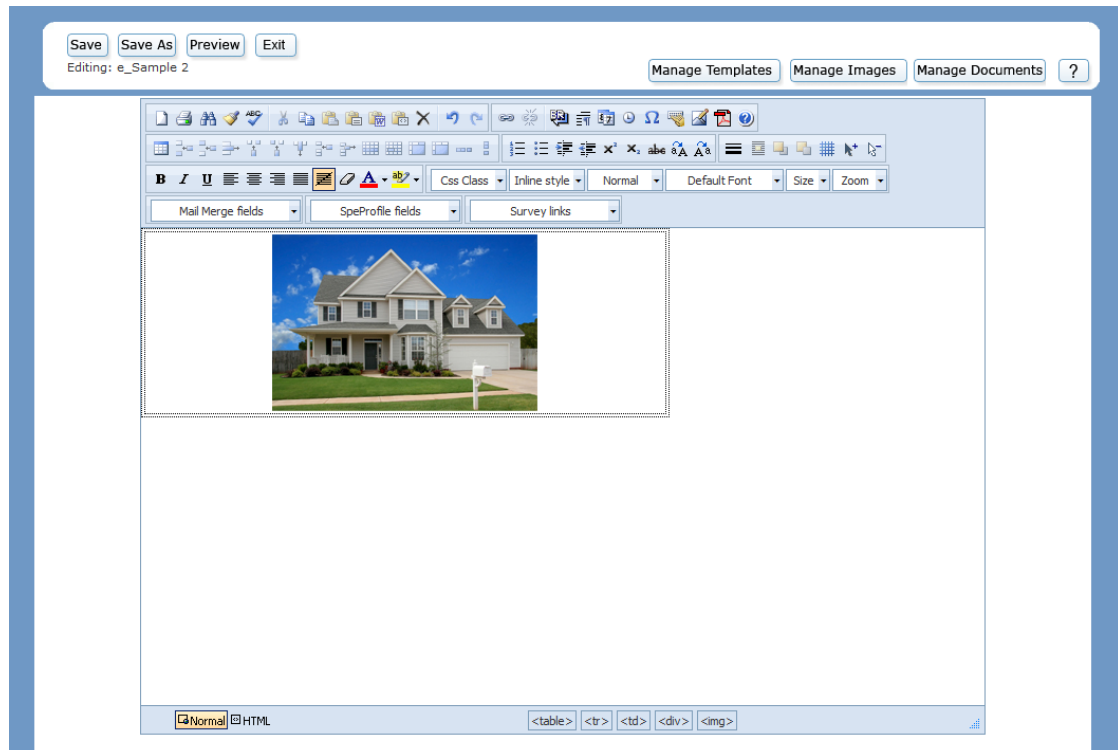 Save Save As Preview Exit
Editing: e_Sample 2
Manage Templates Manage Images Manage Documents ?
B I U A Css Class Inline style Normal Default Font Size Zoom
Mail Merge fields SpeProfile fields Survey links
Normal HTML <table> <tr> <td> <div> <img>